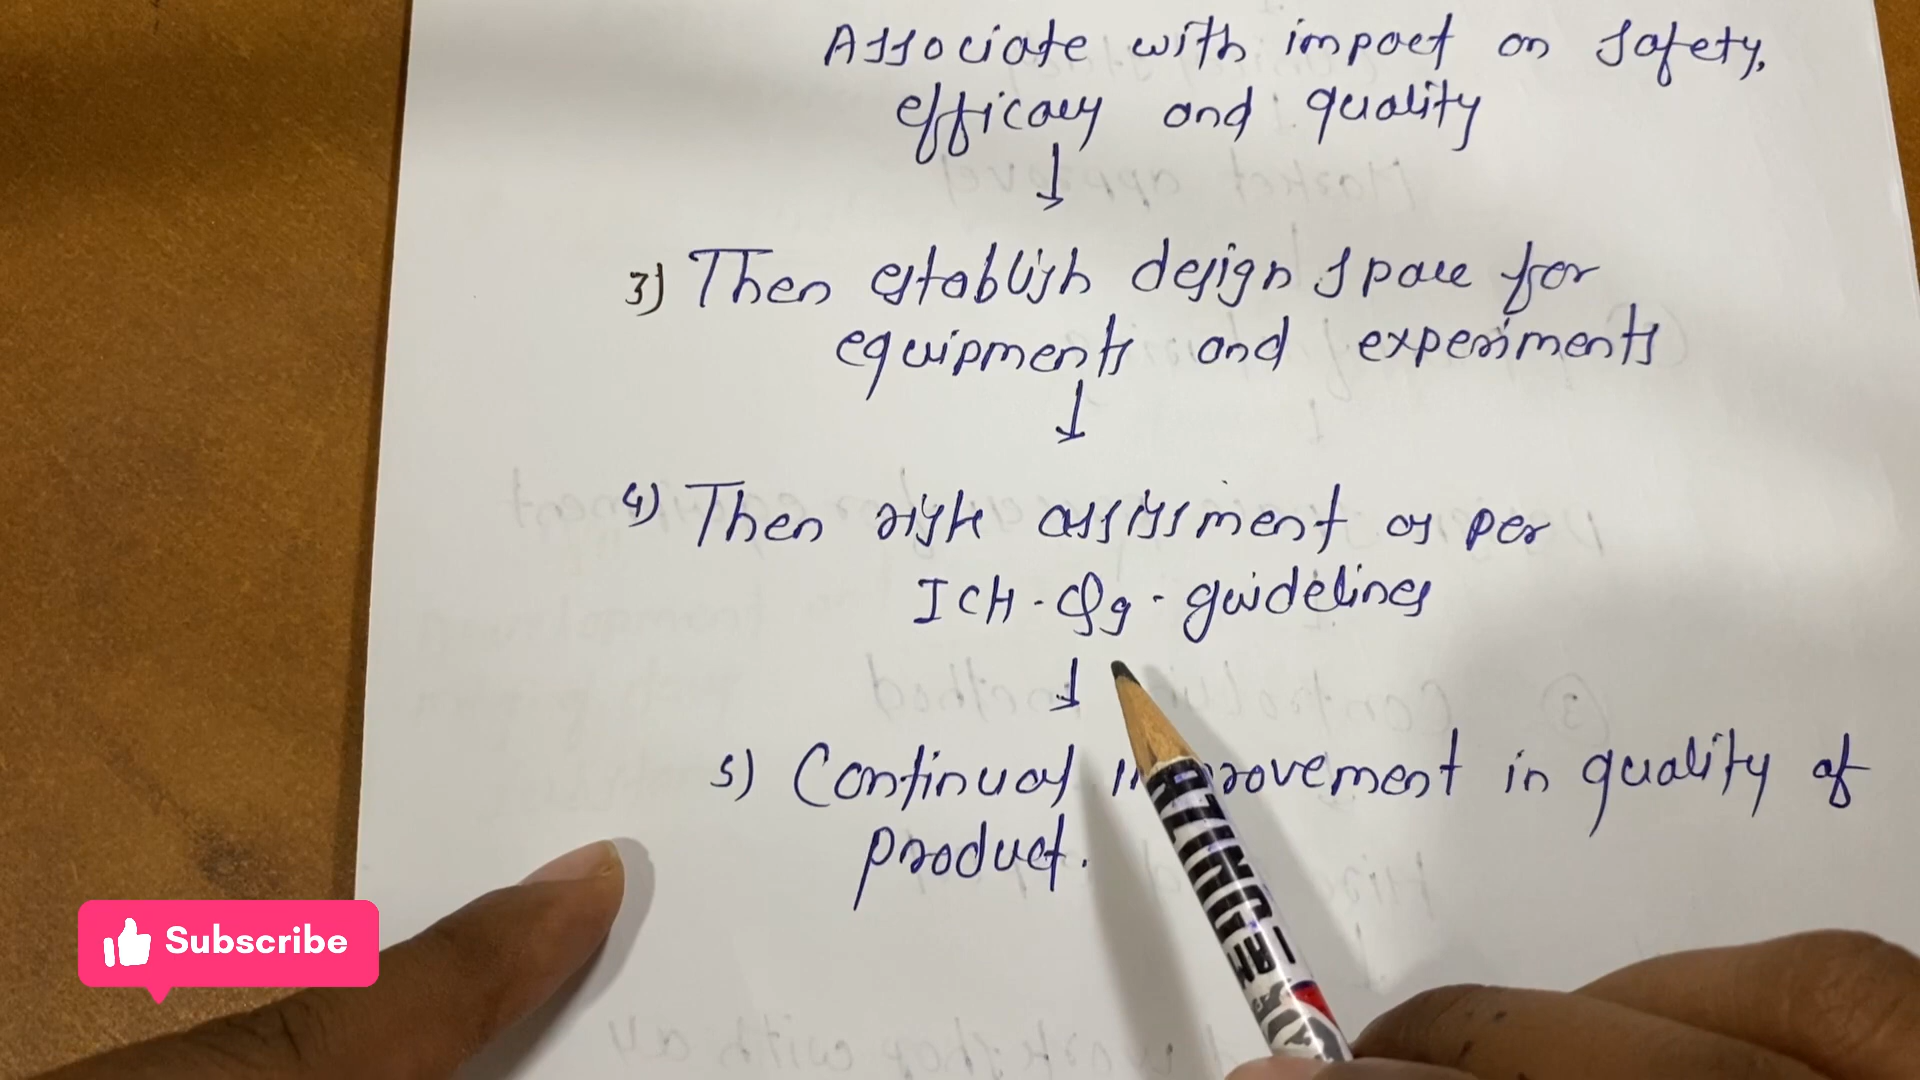 Associate with impact on safety,
efficacy and quality
↓
3) Then establish design space for
equipments and experiments
↓
4) Then risk assissment as per
ICH - Q9 - guidelines
↓
5) Continual improvement in quality of
product.
Subscribe